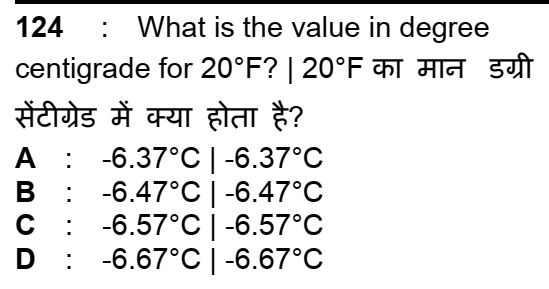 124 : What is the value in degree
centigrade for 20°F? | 20°F का मान डग्री
सेंटीग्रेड में क्या होता है?
A : -6.37°C | -6.37°C
B : -6.47°C | -6.47°C
C : -6.57°C | -6.57°C
D : -6.67°C | -6.67°C